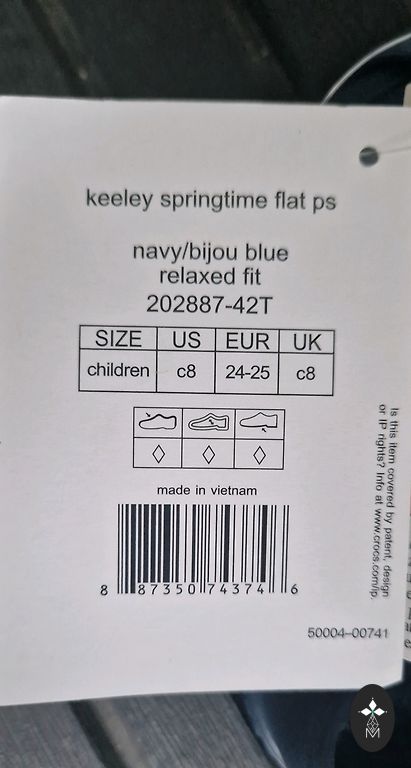 keeley springtime flat ps
navy/bijou blue
relaxed fit
202887-42T
SIZE US EUR UK
children c8 24-25 c8
made in vietnam
8 87350 74374 6
50004-00741
Is this item covered by patent, design
or IP rights? Info at www.crocs.com/ip.
M